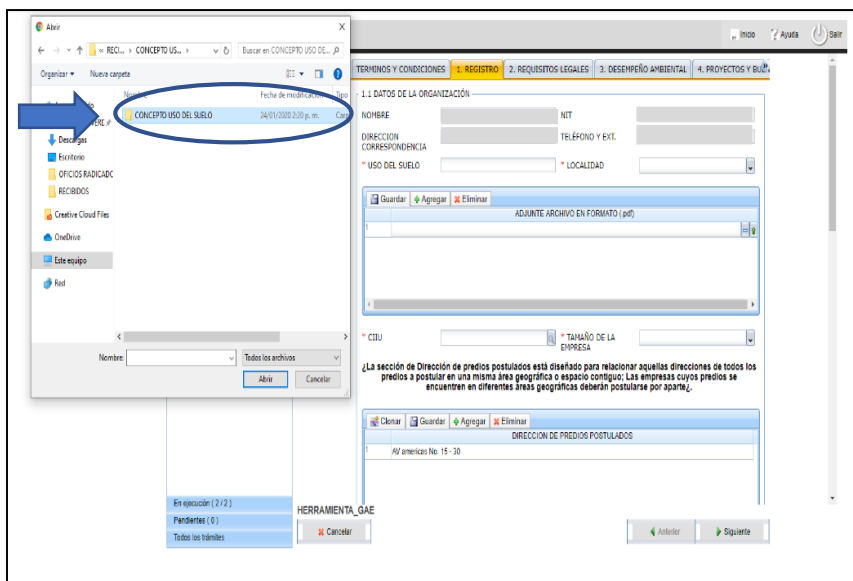 Abrir
« RECI... › CONCEPTO US...
Buscar en CONCEPTO USO DE...
Organizar
Nueva carpeta
Nombre
Fecha de modificación
Tipo
CONCEPTO USO DEL SUELO
24/01/2020 2:20 p. m.
Carp
Descargas
Escritorio
OFICIOS RADICADO
RECIBIDOS
Creative Cloud Files
OneDrive
Este equipo
Red
Nombre:
Todos los archivos
Abrir
Cancelar
Inicio
Ayuda
Salir
TERMINOS Y CONDICIONES
1. REGISTRO
2. REQUISITOS LEGALES
3. DESEMPEÑO AMBIENTAL
4. PROYECTOS Y BUE
1.1 DATOS DE LA ORGANIZACIÓN
NOMBRE
NIT
DIRECCION CORRESPONDENCIA
TELÉFONO Y EXT.
* USO DEL SUELO
* LOCALIDAD
Guardar
Agregar
Eliminar
ADJUNTE ARCHIVO EN FORMATO (.pdf)
1
* CIIU
* TAMAÑO DE LA EMPRESA
¿La sección de Dirección de predios postulados está diseñado para relacionar aquellas direcciones de todos los
predios a postular en una misma área geográfica o espacio contiguo; Las empresas cuyos predios se
encuentren en diferentes áreas geográficas deberán postularse por aparte¿.
Clonar
Guardar
Agregar
Eliminar
DIRECCION DE PREDIOS POSTULADOS
1
AV americas No. 15 - 30
En ejecución ( 2 / 2 )
Pendientes ( 0 )
Todos los trámites
HERRAMIENTA_GAE
Cancelar
Anterior
Siguiente